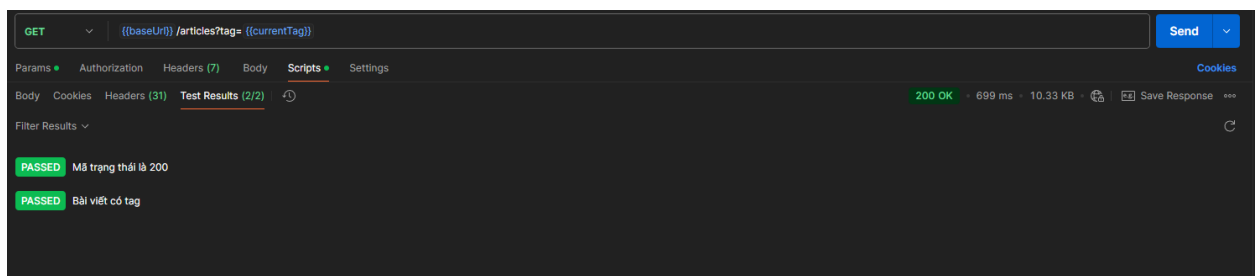 GET {{baseUrl}} /articles?tag= {{currentTag}} Send
Params Authorization Headers (7) Body Scripts Settings Cookies
Body Cookies Headers (31) Test Results (2/2) 200 OK 699 ms 10.33 KB e.g. Save Response
Filter Results
PASSED Mã trạng thái là 200
PASSED Bài viết có tag